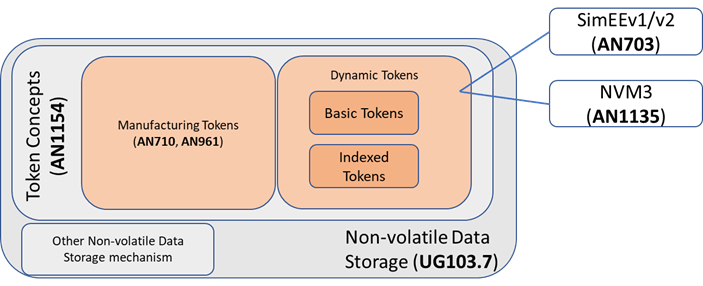 SimEEv1/v2
(AN703)
NVM3
(AN1135)
Token Concepts
(AN1154)
Manufacturing Tokens
(AN710, AN961)
Dynamic Tokens
Basic Tokens
Indexed
Tokens
Other Non-volatile Data
Storage mechanism
Non-volatile Data
Storage (UG103.7)